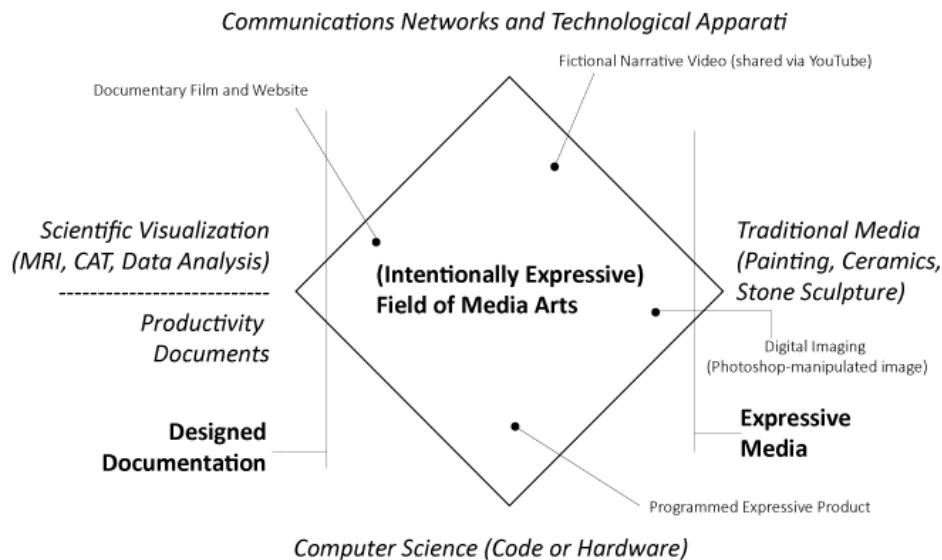 Communications Networks and Technological Apparati
Fictional Narrative Video (shared via YouTube)
Documentary Film and Website
Scientific Visualization
(MRI, CAT, Data Analysis)
Productivity
Documents
(Intentionally Expressive)
Field of Media Arts
Traditional Media
(Painting, Ceramics,
Stone Sculpture)
Digital Imaging
(Photoshop-manipulated image)
Designed
Documentation
Expressive
Media
Programmed Expressive Product
Computer Science (Code or Hardware)